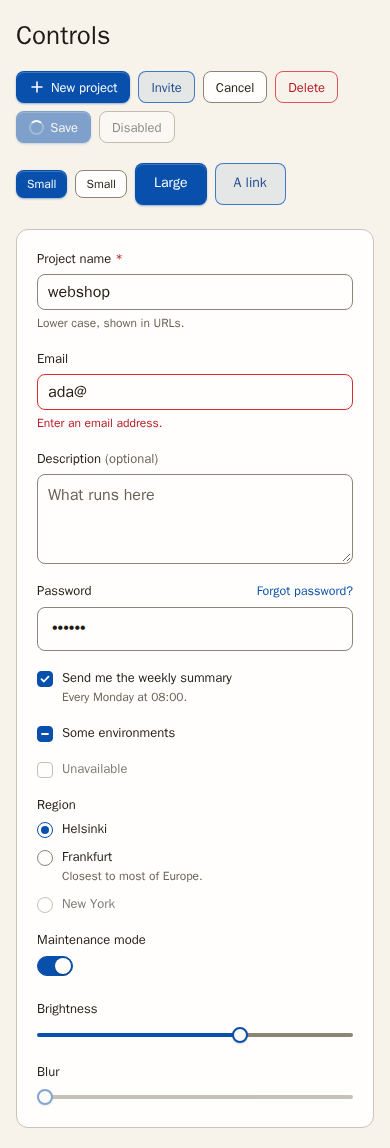 Controls
New project Invite Cancel Delete
Save Disabled
Small Small Large A link
Project name *
webshop
Lower case, shown in URLs.
Email
ada@
Enter an email address.
Description (optional)
What runs here
Password Forgot password?
••••••
Send me the weekly summary
Every Monday at 08:00.
Some environments
Unavailable
Region
Helsinki
Frankfurt
Closest to most of Europe.
New York
Maintenance mode
Brightness
Blur